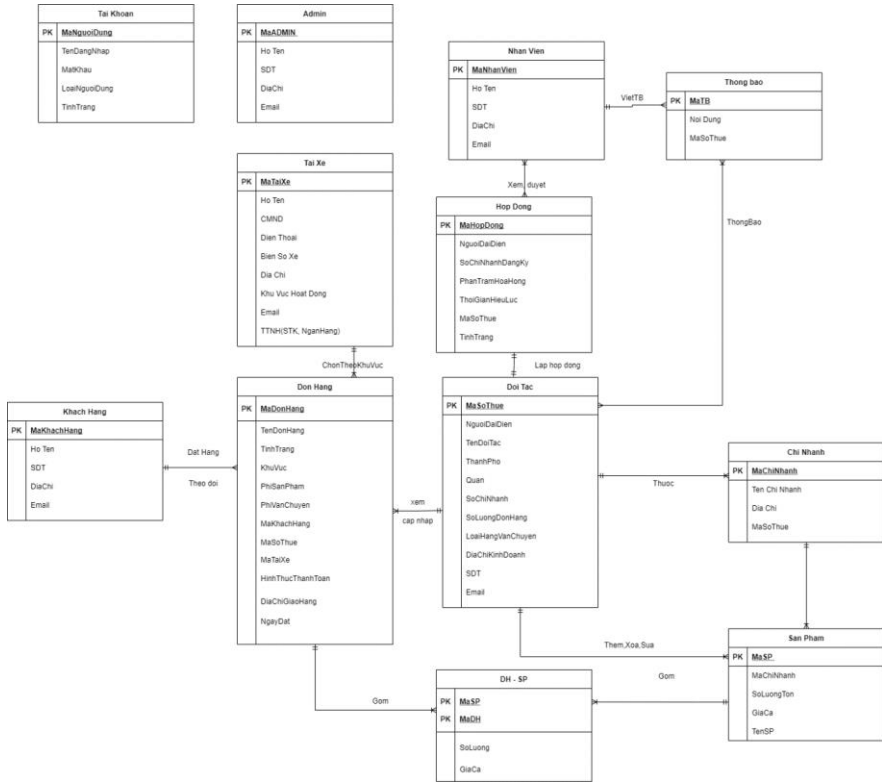 Tai Khoan
PK MaNguoiDung
TenDangNhap
MatKhau
LoaiNguoiDung
TinhTrang
Admin
PK MaADMIN
Ho Ten
SDT
DiaChi
Email
Nhan Vien
PK MaNhanVien
Ho Ten
SDT
DiaChi
Email
VietTB
Thong bao
PK MaTB
Noi Dung
MaSoThue
Tai Xe
PK MaTaiXe
Ho Ten
CMND
Dien Thoai
Bien So Xe
Dia Chi
Khu Vuc Hoat Dong
Email
TTNH(STK, NganHang)
Xem, duyet
Hop Dong
PK MaHopDong
NguoiDaiDien
SoChiNhanhDangKy
PhanTramHoaHong
ThoiGianHieuLuc
MaSoThue
TinhTrang
ThongBao
ChonTheoKhuVuc
Lap hop dong
Khach Hang
PK MaKhachHang
Ho Ten
SDT
DiaChi
Email
Dat Hang
Theo doi
Don Hang
PK MaDonHang
TenDonHang
TinhTrang
KhuVuc
PhiSanPham
PhiVanChuyen
MaKhachHang
MaSoThue
MaTaiXe
HinhThucThanhToan
DiaChiGiaoHang
NgayDat
xem
cap nhap
Doi Tac
PK MaSoThue
NguoiDaiDien
TenDoiTac
ThanhPho
Quan
SoChiNhanh
SoLuongDonHang
LoaiHangVanChuyen
DiaChiKinhDoanh
SDT
Email
Thuoc
Chi Nhanh
PK MaChiNhanh
Ten Chi Nhanh
Dia Chi
MaSoThue
Them,Xoa,Sua
San Pham
PK MaSP
MaChiNhanh
SoLuongTon
GiaCa
TenSP
Gom
DH - SP
PK MaSP
PK MaDH
SoLuong
GiaCa
Gom